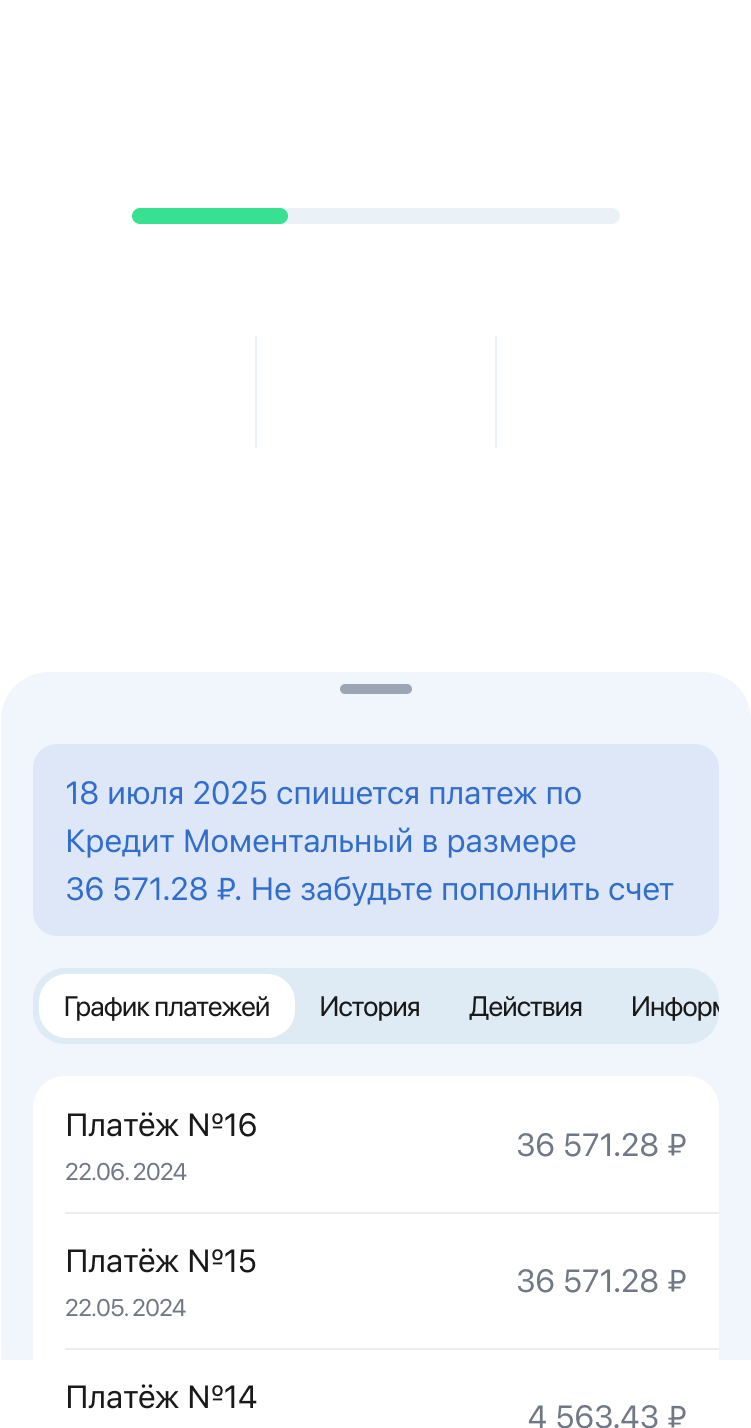 18 июля 2025 спишется платеж по
Кредит Моментальный в размере
36 571.28 ₽. Не забудьте пополнить счет
График платежей История Действия Информ
Платёж №16
36 571.28 ₽
22.06.2024
Платёж №15
36 571.28 ₽
22.05.2024
Платёж №14
4 563.43 ₽